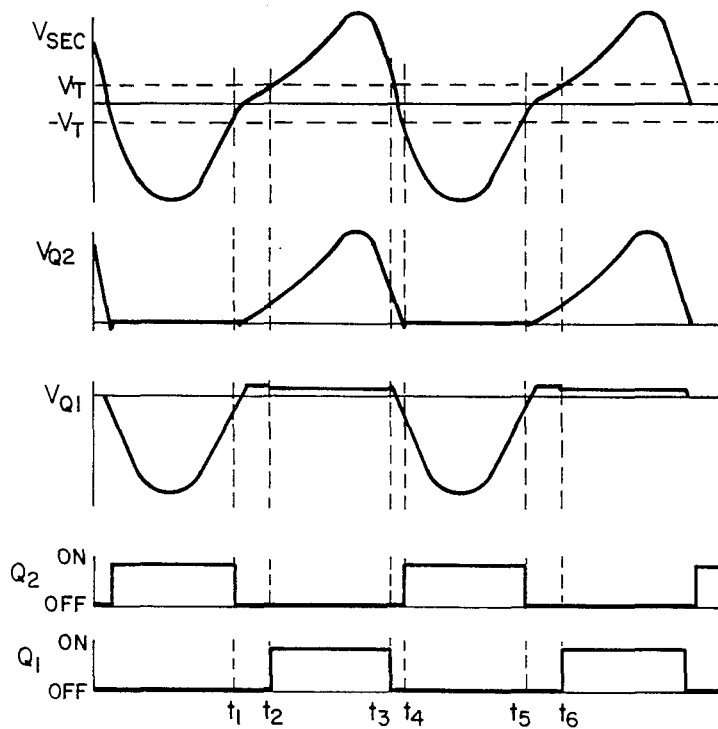 VSEC
VT
-VT
VQ2
VQ1
ON
Q2
OFF
ON
Q1
OFF
t1 t2 t3 t4 t5 t6